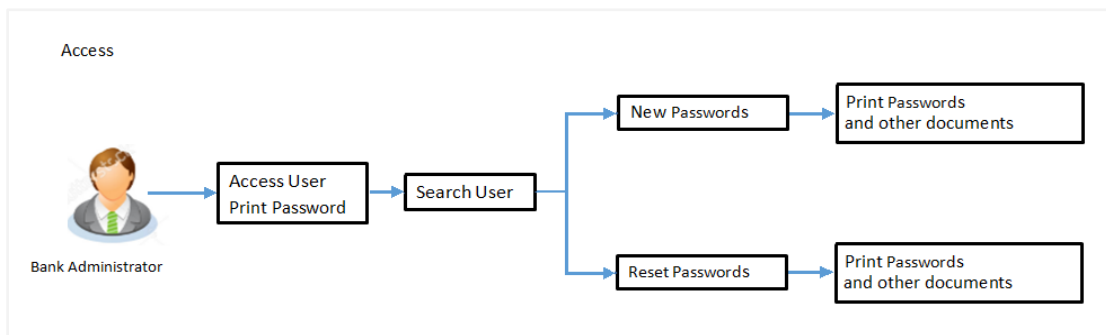 Access
Bank Administrator
Access User
Print Password
Search User
New Passwords
Print Passwords
and other documents
Reset Passwords
Print Passwords
and other documents